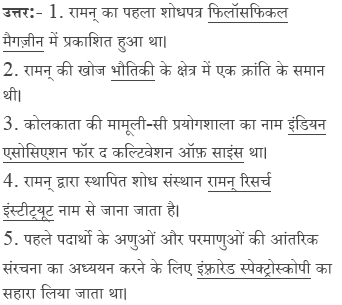 उत्तर:- 1. रामन् का पहला शोधपत्र फिलॉसफिकल
मैगज़ीन में प्रकाशित हुआ था।
2. रामन् की खोज भौतिकी के क्षेत्र में एक क्रांति के समान
थी।
3. कोलकाता की मामूली-सी प्रयोगशाला का नाम इंडियन
एसोसिएशन फॉर द कल्टिवेशन ऑफ़ साइंस था।
4. रामन् द्वारा स्थापित शोध संस्थान रामन् रिसर्च
इंस्टीट्यूट नाम से जाना जाता है।
5. पहले पदार्थो के अणुओं और परमाणुओं की आंतरिक
संरचना का अध्ययन करने के लिए इंफ़्रारेड स्पेक्ट्रोस्कोपी का
सहारा लिया जाता था।